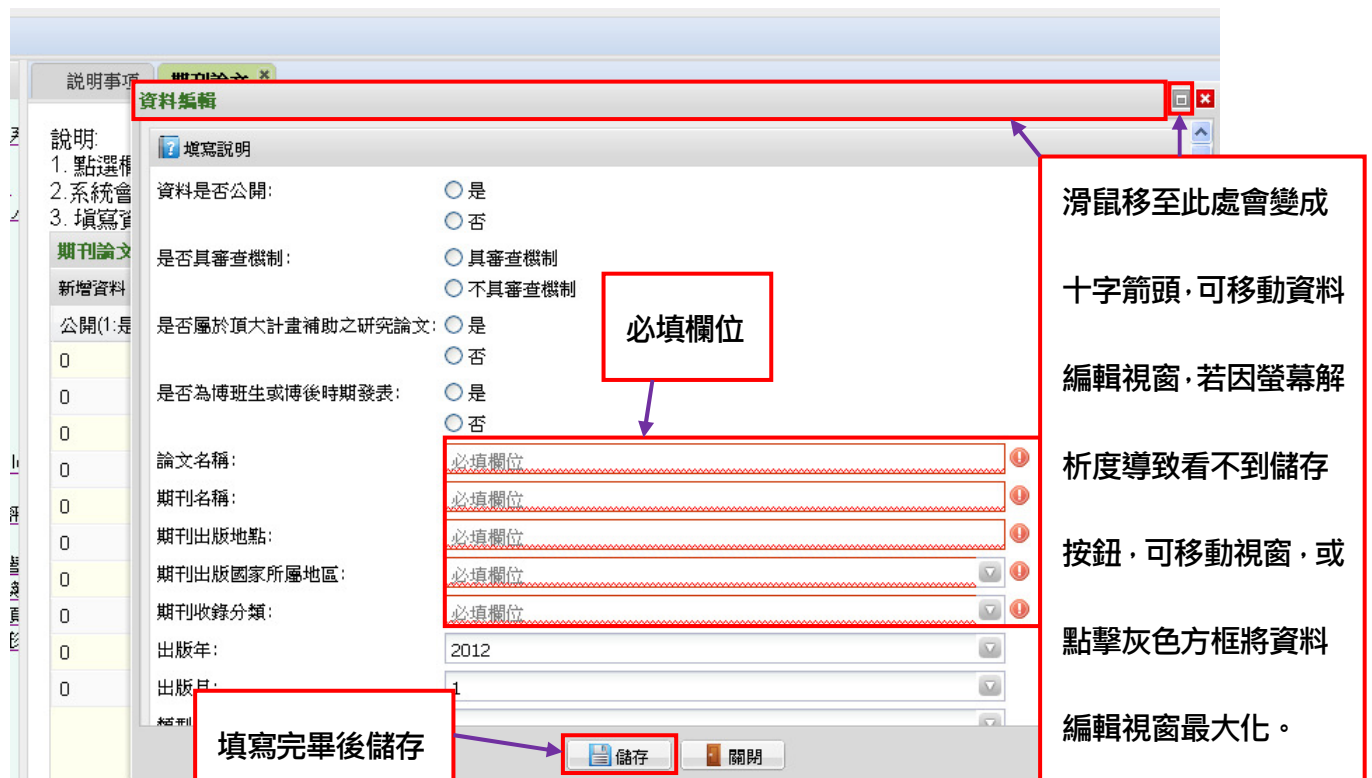 說明事項 期刊論文
資料編輯
說明:
1. 點選欄
2.系統會
3. 填寫資
填寫說明
資料是否公開: 是
否
是否具審查機制: 具審查機制
不具審查機制
是否屬於頂大計畫補助之研究論文: 是
否
是否為博班生或博後時期發表: 是
否
論文名稱: 必填欄位
期刊名稱: 必填欄位
期刊出版地點: 必填欄位
期刊出版國家所屬地區: 必填欄位
期刊收錄分類: 必填欄位
出版年: 2012
出版月: 1
儲存 關閉
期刊論文
新增資料
公開(1:是
0
0
0
0
0
0
0
0
0
0
必填欄位
填寫完畢後儲存
滑鼠移至此處會變成
十字箭頭,可移動資料
編輯視窗,若因螢幕解
析度導致看不到儲存
按鈕,可移動視窗,或
點擊灰色方框將資料
編輯視窗最大化。